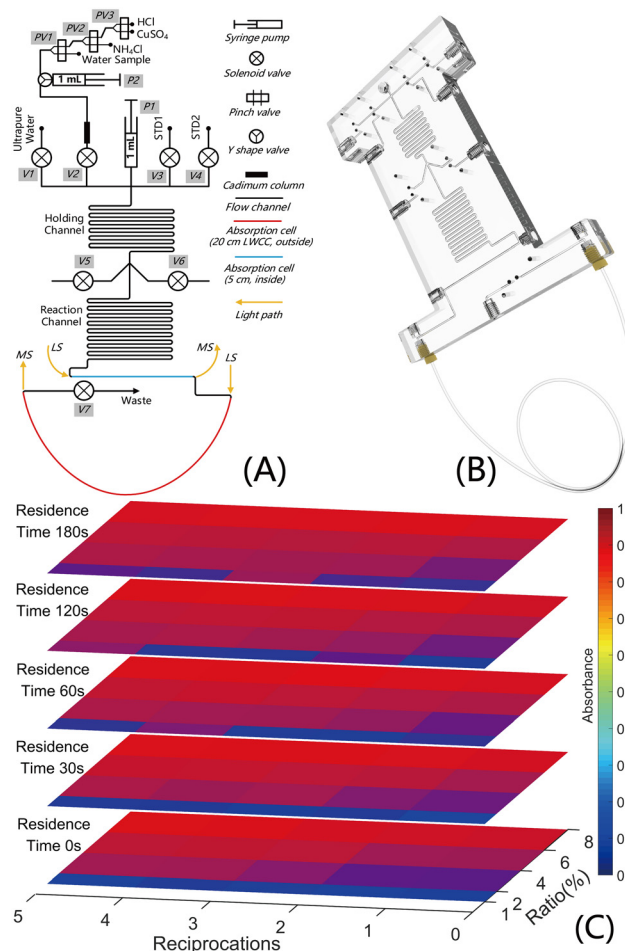 PV3
HCl
PV2
CuSO₄
PV1
NH₄Cl
Water Sample
1 mL
P2
P1
Ultrapure
Water
1 mL
STD1
STD2
V1
V2
V3
V4
Holding
Channel
V5
V6
Reaction
Channel
MS
LS
MS
LS
V7
Waste
Syringe pump
Solenoid valve
Pinch valve
Y shape valve
Cadimum column
Flow channel
Absorption cell
(20 cm LWCC, outside)
Absorption cell
(5 cm, inside)
Light path
(A)
(B)
Residence
Time 180s
Residence
Time 120s
Residence
Time 60s
Residence
Time 30s
Residence
Time 0s
5
4
3
2
1
0
Reciprocations
1
2
4
6
8
Ratio(%)
1
0
0
0
0
0
0
0
0
0
0
Absorbance
(C)